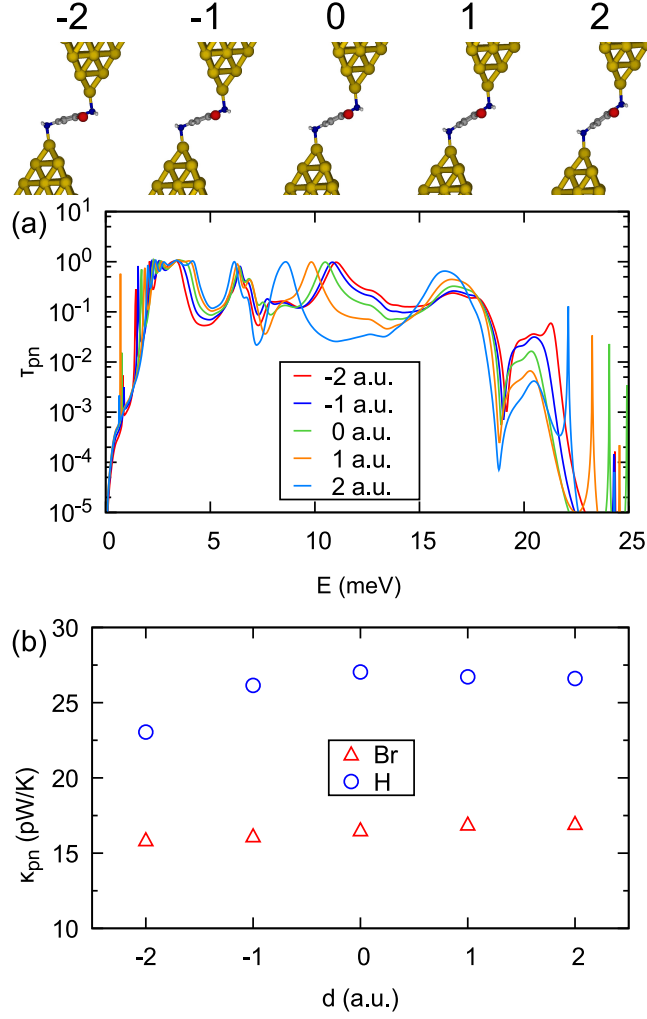 -2 -1 0 1 2
(a)
10^1
10^0
10^-1
10^-2
10^-3
10^-4
10^-5
τpn
-2 a.u.
-1 a.u.
0 a.u.
1 a.u.
2 a.u.
0 5 10 15 20 25
E (meV)
(b)
30
25
20
15
10
κpn (pW/K)
Br
H
-2 -1 0 1 2
d (a.u.)